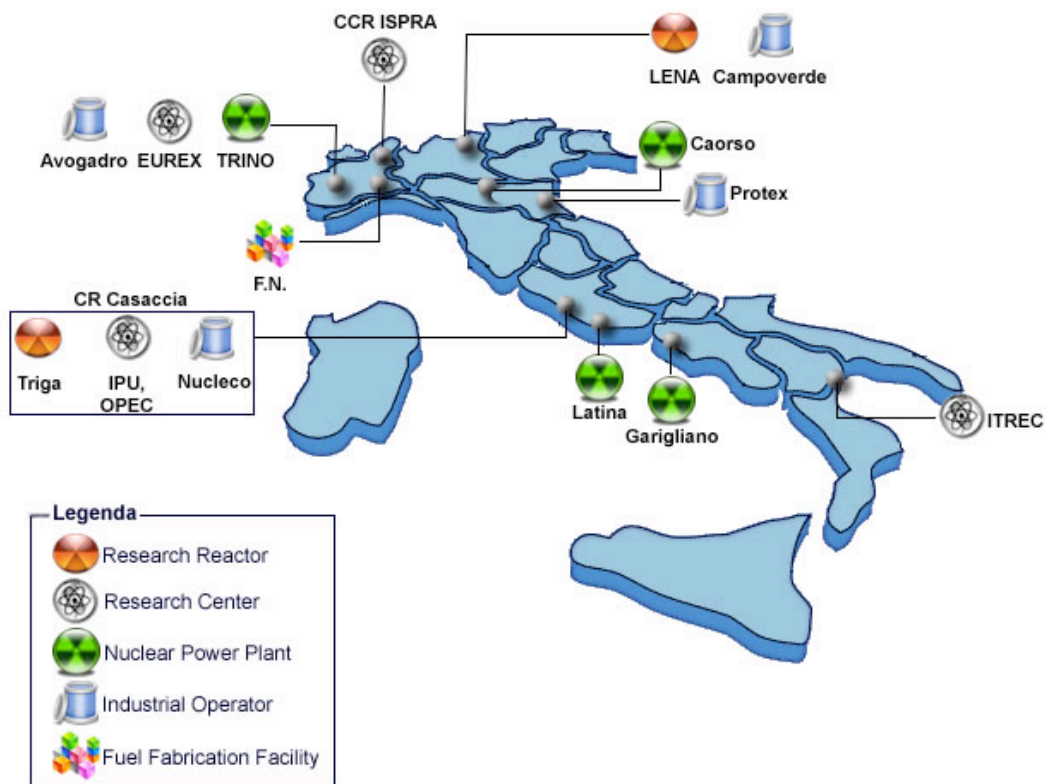 CCR ISPRA
LENA
Campoverde
Avogadro
EUREX
TRINO
Caorso
Protex
F.N.
CR Casaccia
Triga
IPU,
OPEC
Nucleco
Latina
Garigliano
ITREC
Legenda
Research Reactor
Research Center
Nuclear Power Plant
Industrial Operator
Fuel Fabrication Facility